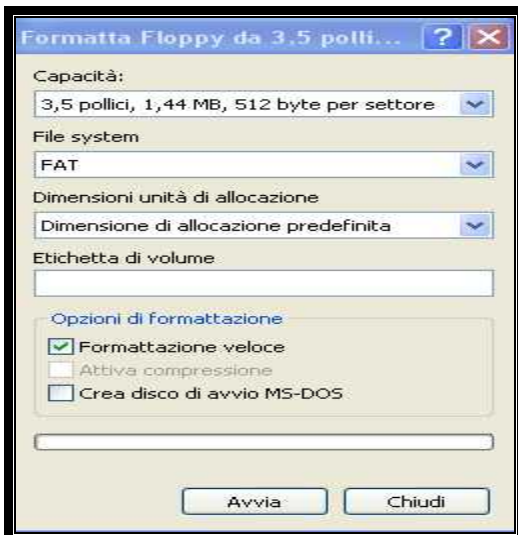 Formatta Floppy da 3,5 polli...
Capacità:
3,5 pollici, 1,44 MB, 512 byte per settore
File system
FAT
Dimensioni unità di allocazione
Dimensione di allocazione predefinita
Etichetta di volume
Opzioni di formattazione
Formattazione veloce
Attiva compressione
Crea disco di avvio MS-DOS
Avvia Chiudi